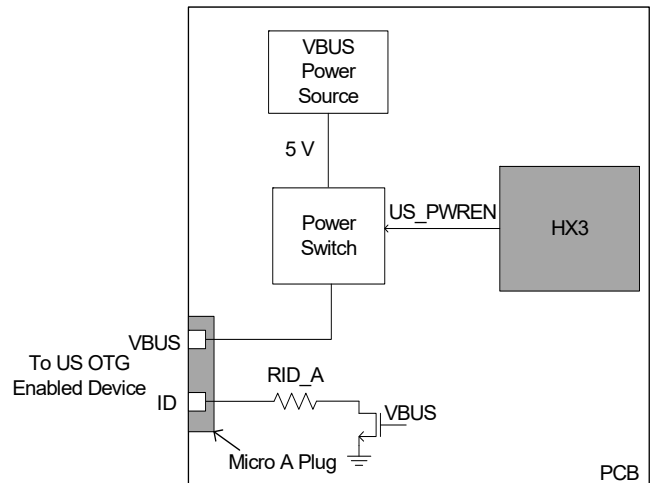 VBUS
Power
Source
5 V
US_PWREN
HX3
Power
Switch
VBUS
To US OTG
Enabled Device
ID
RID_A
VBUS
Micro A Plug
PCB